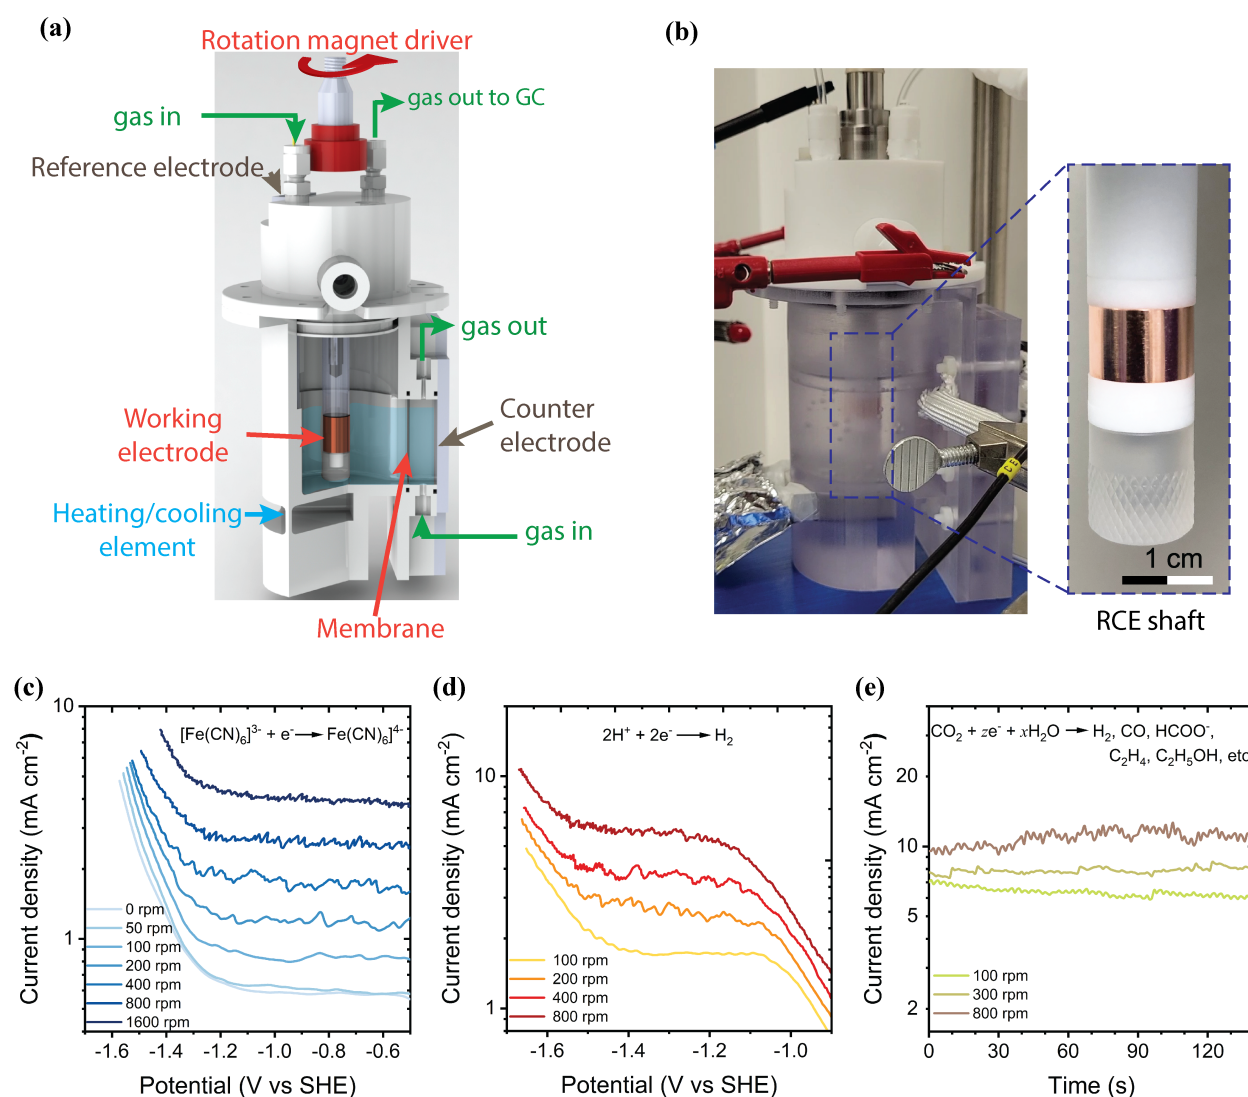 (a)
Rotation magnet driver
gas in
gas out to GC
Reference electrode
gas out
Working
electrode
Counter
electrode
Heating/cooling
element
gas in
Membrane
(b)
CE
1 cm
RCE shaft
(c)
[Fe(CN)6]3- + e- → Fe(CN)6]4-
Current density (mA cm-2)
10
1
0 rpm
50 rpm
100 rpm
200 rpm
400 rpm
800 rpm
1600 rpm
-1.6 -1.4 -1.2 -1.0 -0.8 -0.6
Potential (V vs SHE)
(d)
2H+ + 2e- → H2
Current density (mA cm-2)
10
1
100 rpm
200 rpm
400 rpm
800 rpm
-1.6 -1.4 -1.2 -1.0
Potential (V vs SHE)
(e)
CO2 + ze- + xH2O → H2, CO, HCOO-,
C2H4, C2H5OH, etc
Current density (mA cm-2)
20
10
5
2
100 rpm
300 rpm
800 rpm
0 30 60 90 120
Time (s)